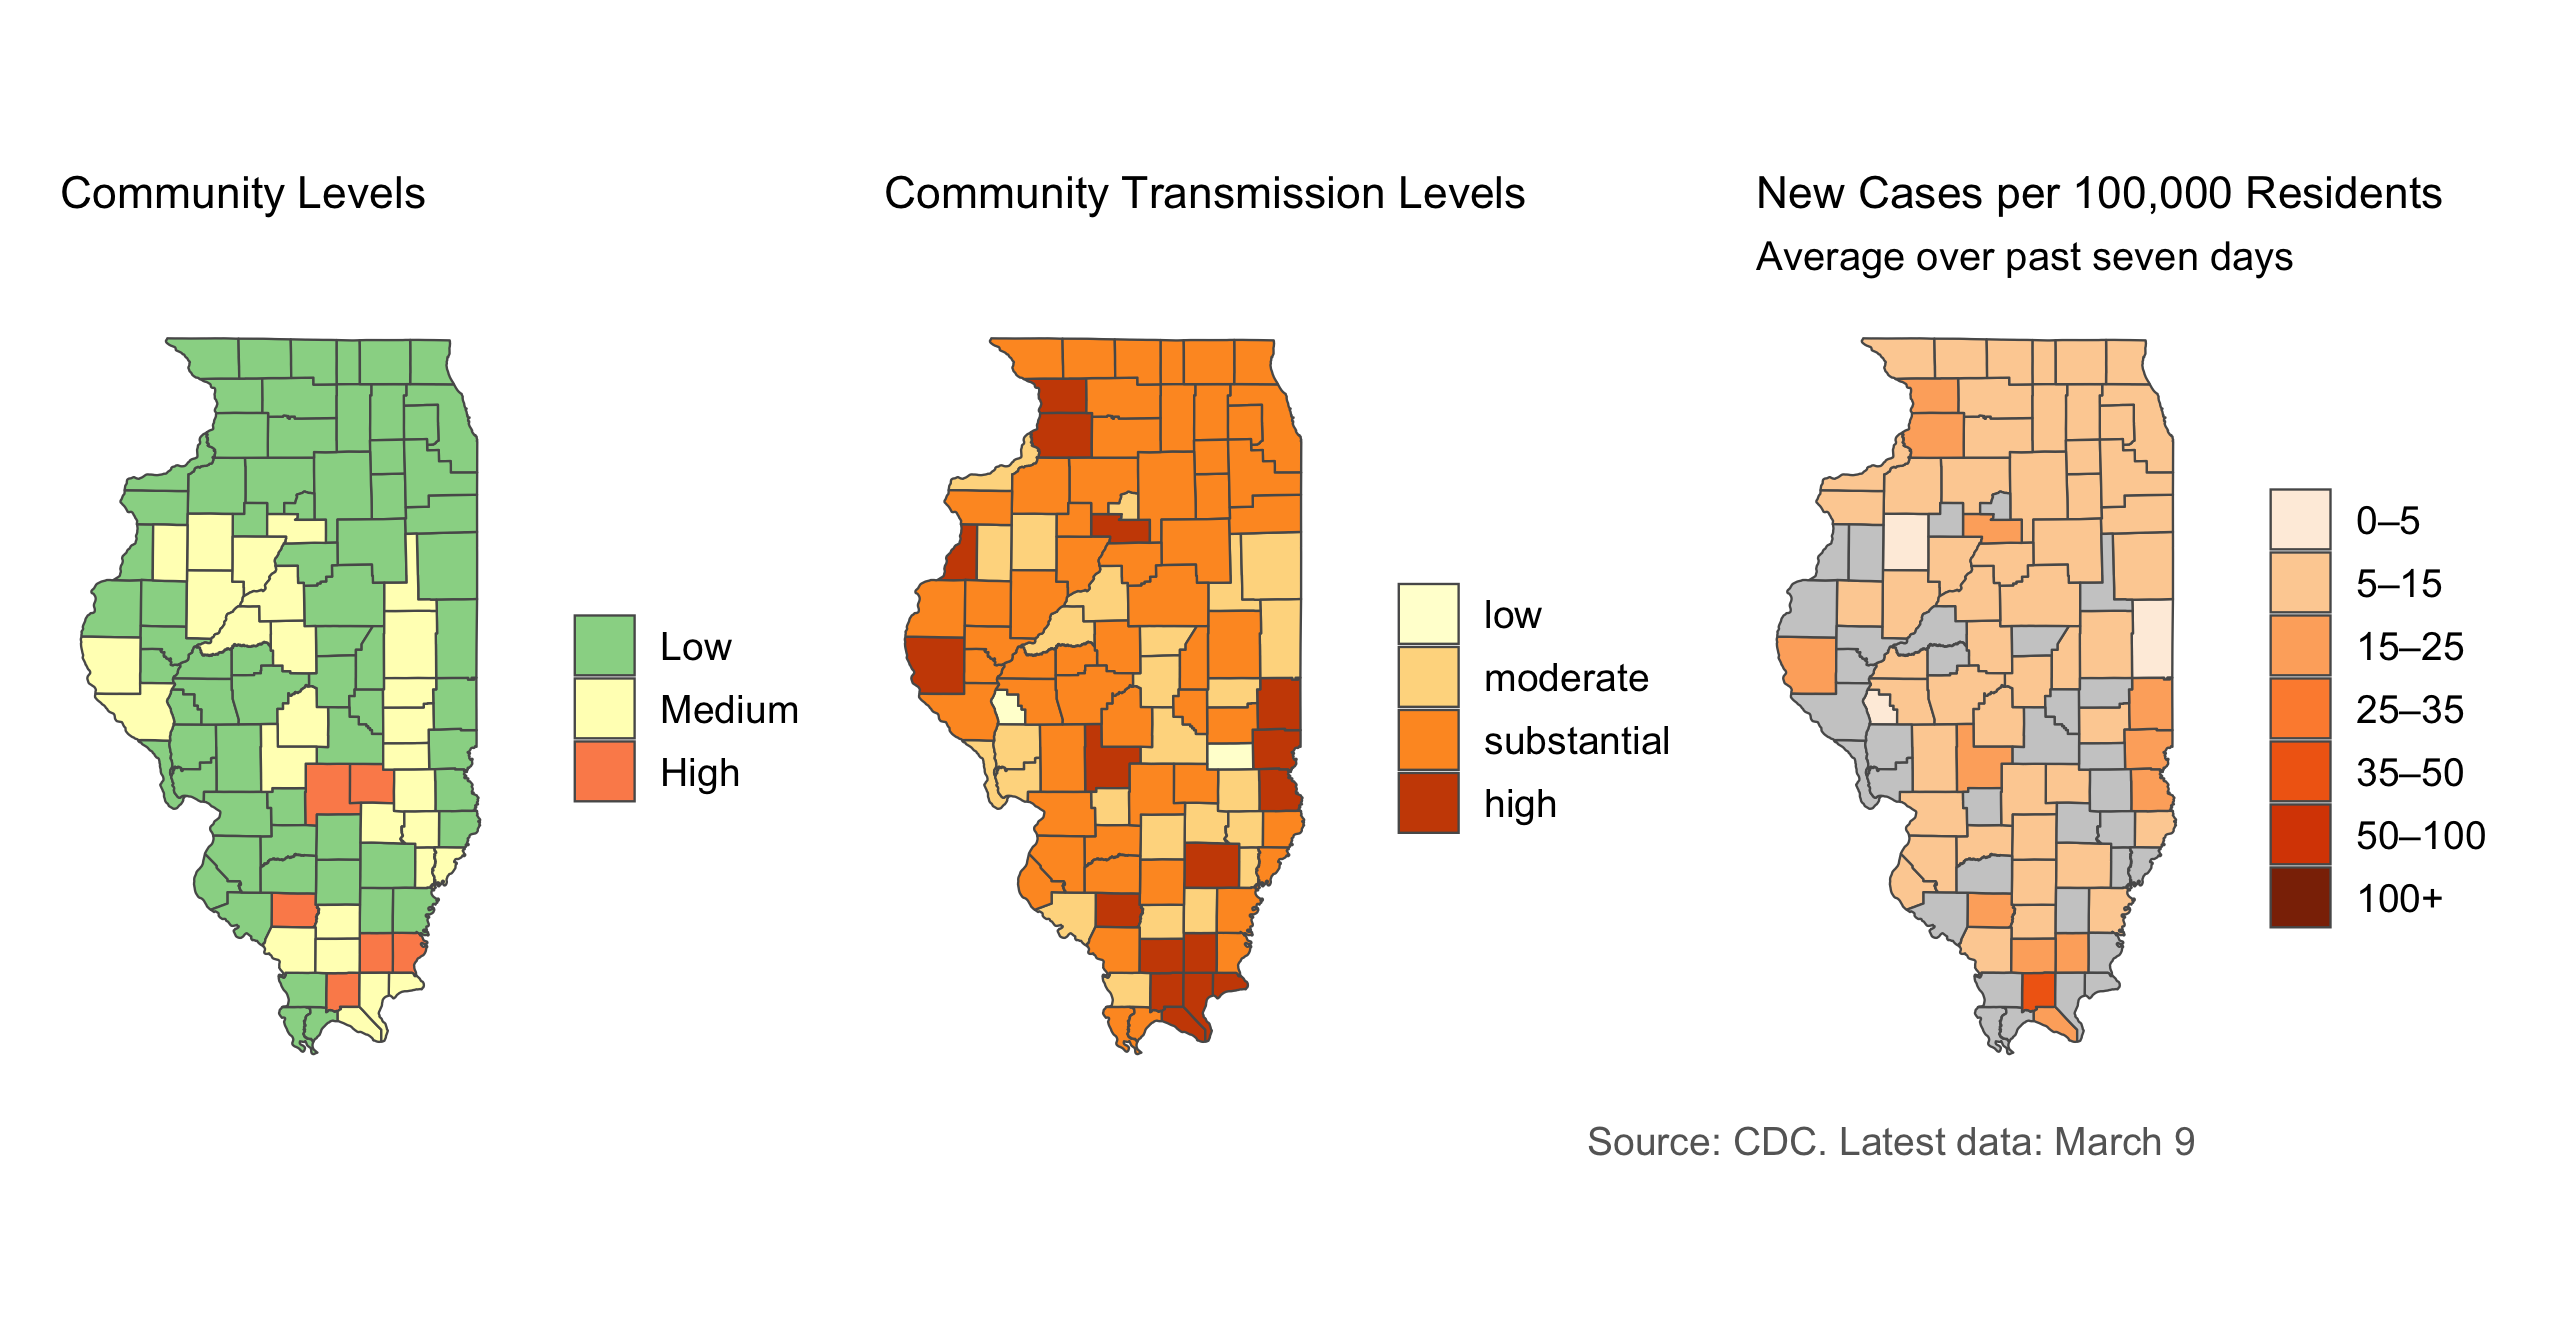 Community Levels
Low
Medium
High
Community Transmission Levels
low
moderate
substantial
high
New Cases per 100,000 Residents
Average over past seven days
0–5
5–15
15–25
25–35
35–50
50–100
100+
Source: CDC. Latest data: March 9